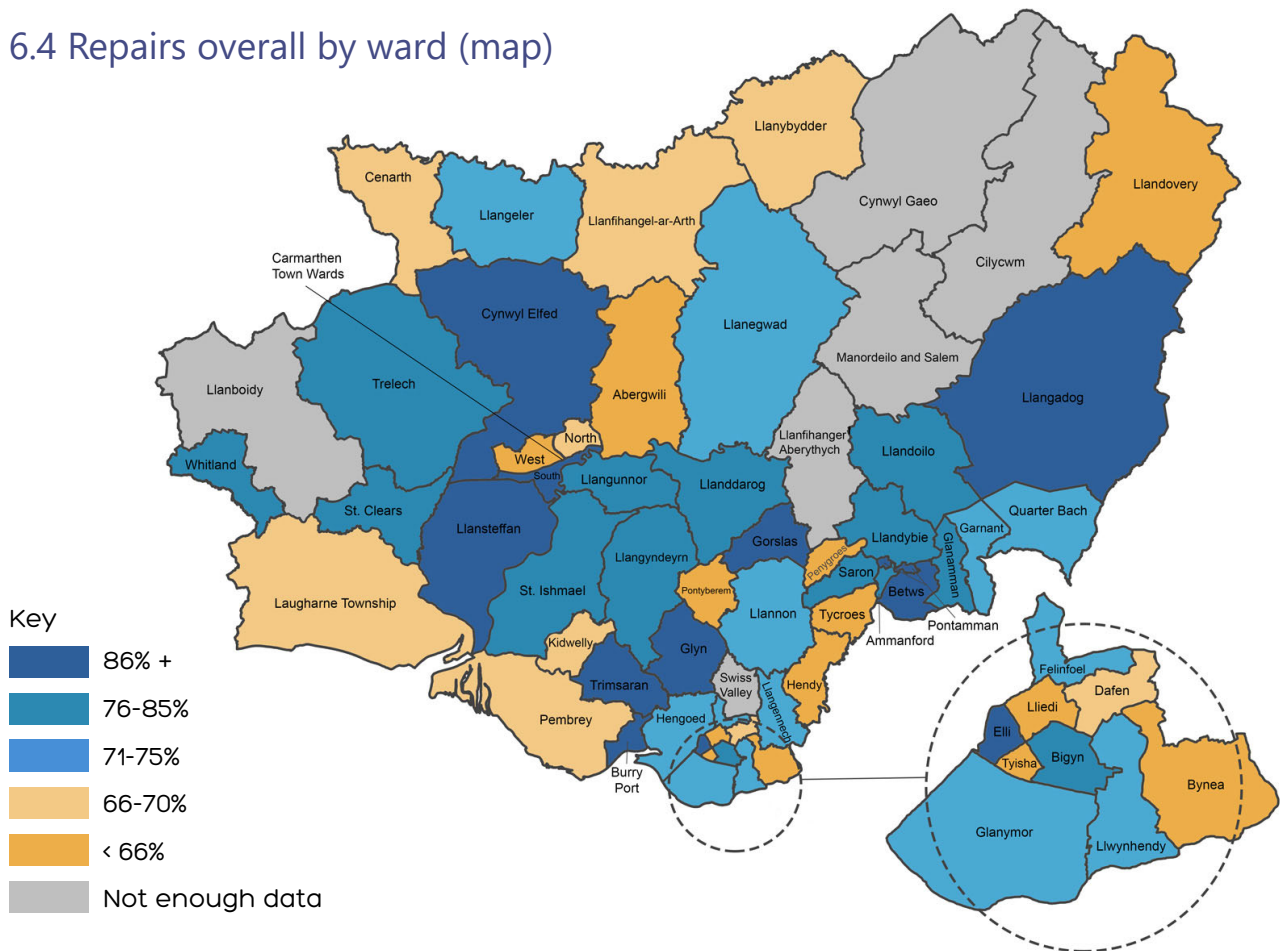 6.4 Repairs overall by ward (map)
Llanybydder
Cenarth
Llangeler
Llanfihangel-ar-Arth
Cynwyl Gaeo
Llandovery
Carmarthen
Town Wards
Cilycwm
Cynwyl Elfed
Llanegwad
Manordeilo and Salem
Trelech
Llanboidy
Abergwili
Llangadog
North
West
South
Llanfihanger
Aberythych
Llandoilo
Whitland
Llangunnor
Llanddarog
St. Clears
Quarter Bach
Garnant
Llansteffan
Gorslas
Llandybie
Glanamman
Llangyndeyrn
Penygroes
Saron
St. Ishmael
Pontyberem
Betws
Laugharne Township
Llannon
Tycroes
Pontamman
Ammanford
Kidwelly
Glyn
Swiss
Valley
Hendy
Trimsaran
Llangennech
Pembrey
Hengoed
Burry
Port
Felinfoel
Dafen
Lliedi
Elli
Bigyn
Tyisha
Bynea
Glanymor
Llwynhendy
Key
86% +
76-85%
71-75%
66-70%
< 66%
Not enough data